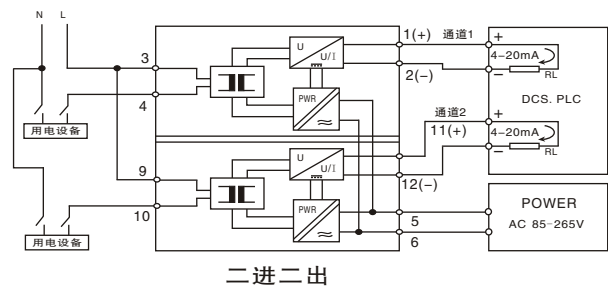 N L
1(+) 通道1
3
U
U/I
+
4-20mA
RL
−
2(−)
4
PWR
DCS. PLC
用电设备
通道2
11(+)
+
4-20mA
RL
−
9
U
U/I
12(−)
10
PWR
5
6
POWER
AC 85-265V
用电设备
二进二出